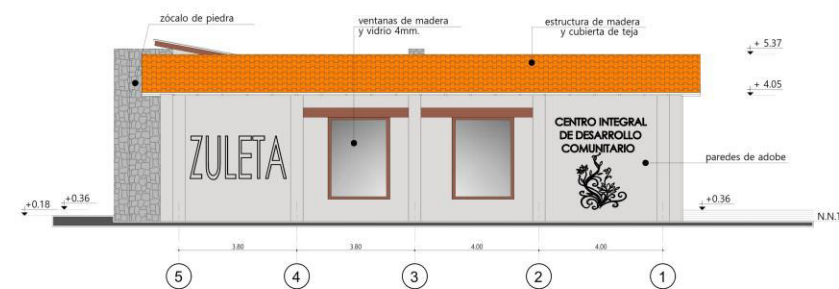 zócalo de piedra
ventanas de madera
y vidrio 4mm.
estructura de madera
y cubierta de teja
+ 5.37
+ 4.05
ZULETA
CENTRO INTEGRAL
DE DESARROLLO
COMUNITARIO
paredes de adobe
+0.18
+0.36
+0.36
N.N.T
3.80
3.80
4.00
4.00
5
4
3
2
1